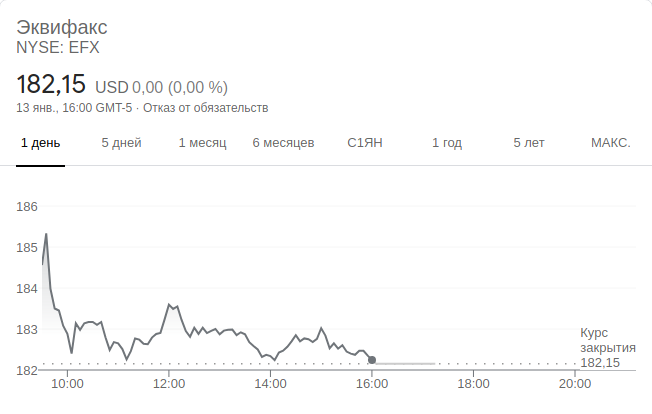 Эквифакс
NYSE: EFX
182,15 USD 0,00 (0,00 %)
13 янв., 16:00 GMT-5 · Отказ от обязательств
1 день 5 дней 1 месяц 6 месяцев С1ЯН 1 год 5 лет МАКС.
186
185
184
183
182
Курс
закрытия
182,15
10:00 12:00 14:00 16:00 18:00 20:00